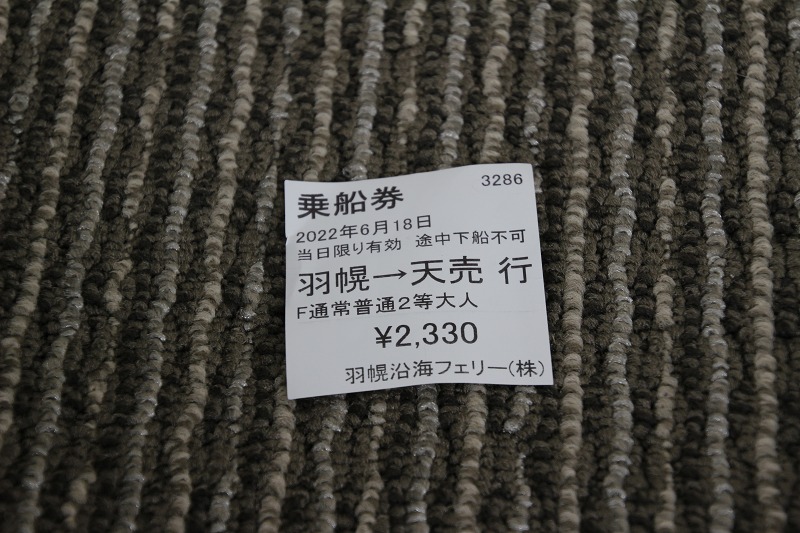 3286
乗船券
2022年6月18日
当日限り有効 途中下船不可
羽幌→天売 行
F通常普通2等大人
¥2,330
羽幌沿海フェリー(株)